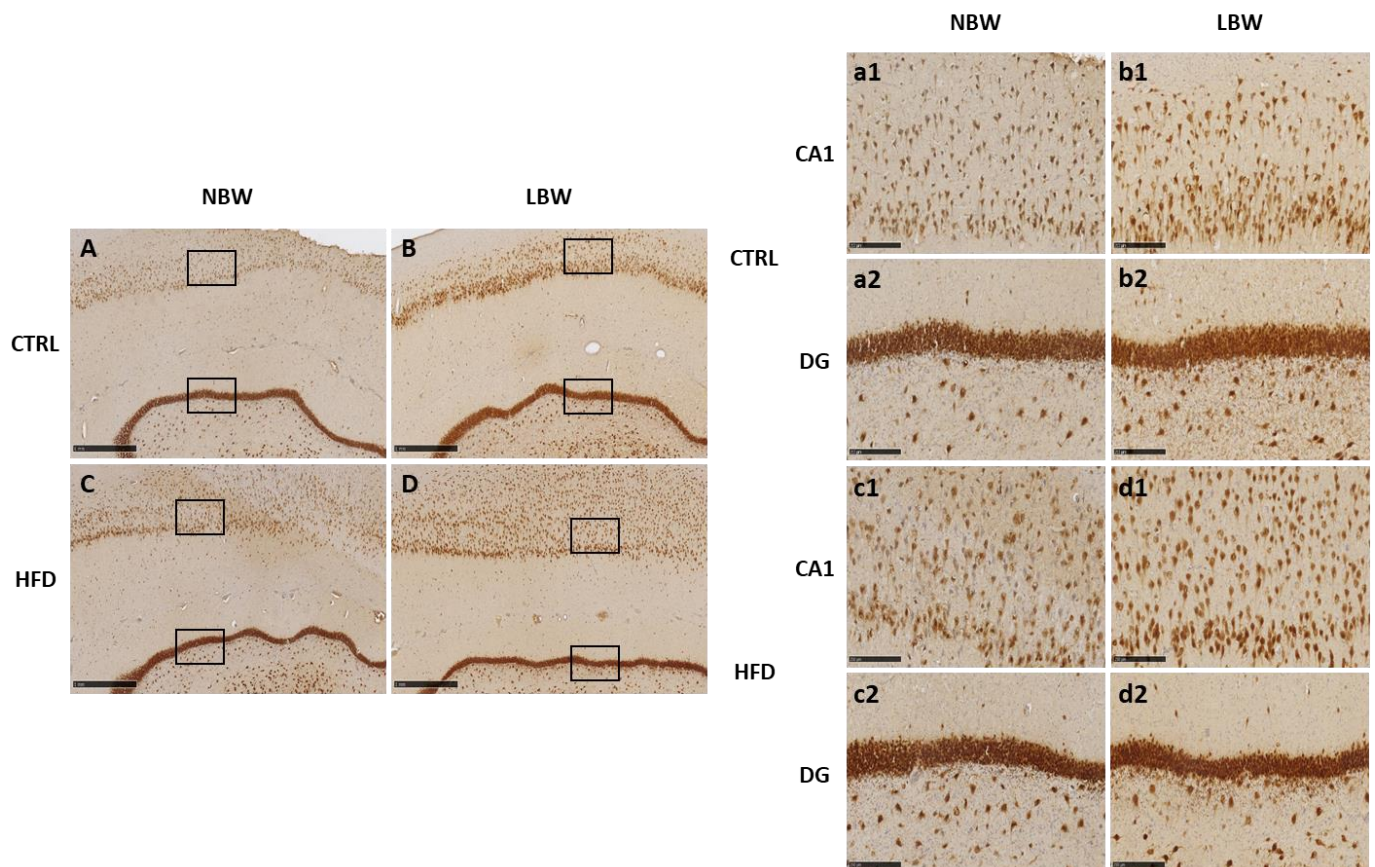 NBW LBW
a1 b1
CA1
NBW LBW
A B
CTRL
CTRL
a2 b2
DG
C D
HFD
c1 d1
CA1
HFD
c2 d2
DG